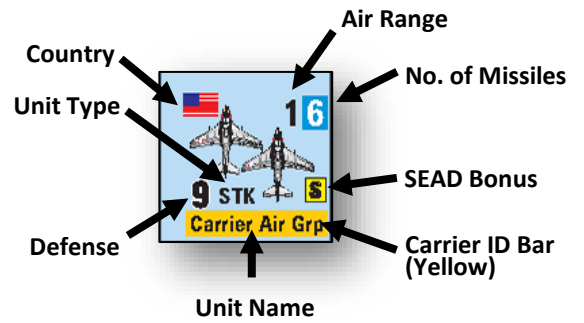 Air Range
Country
No. of Missiles
Unit Type
1 6
9 STK S
SEAD Bonus
Carrier Air Grp
Defense
Carrier ID Bar
(Yellow)
Unit Name